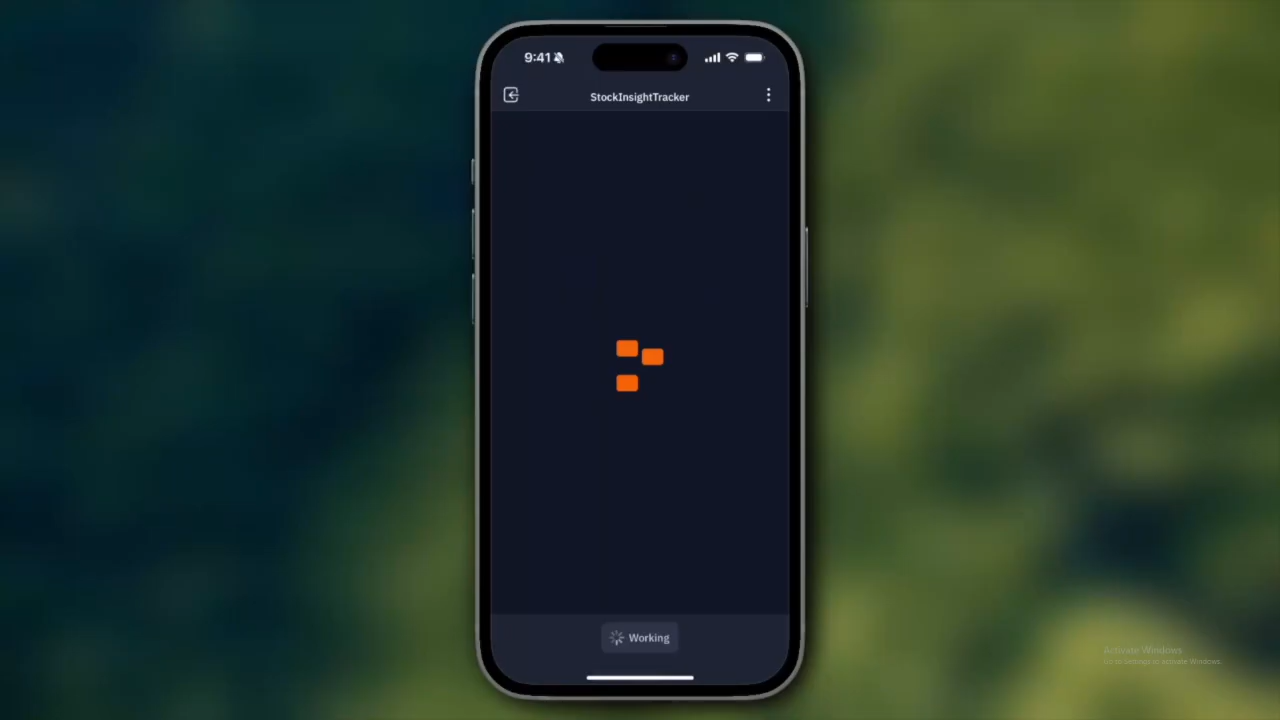 9:41
StockInsightTracker
Working
Activate Windows
Go to Settings to activate Windows.